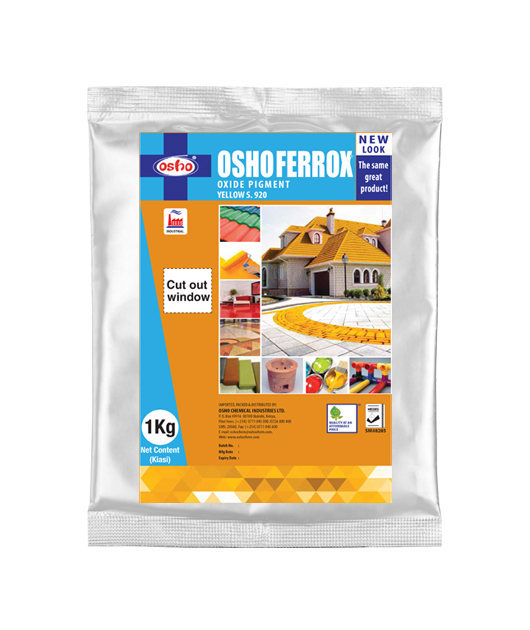 osho
OSHO FERROX
OXIDE PIGMENT
YELLOW S. 920
NEW
LOOK
The same
great
product!
INDUSTRIAL
Cut out
window
1Kg
Net Content
(Kiasi)
IMPORTED, PACKED & DISTRIBUTED BY:
OSHO CHEMICAL INDUSTRIES LTD.
Batch No. :
Mfg Date :
Expiry Date :
QUALITY AT AN
AFFORDABLE
PRICE